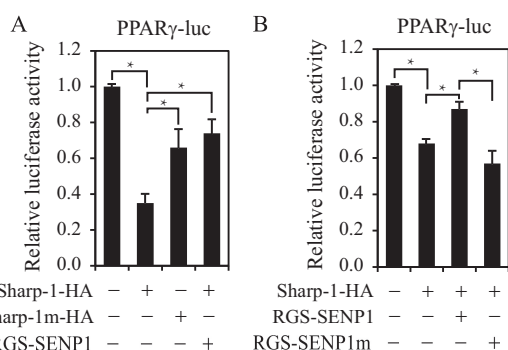 A
PPARγ-luc
Relative luciferase activity
1.2
1.0
0.8
0.6
0.4
0.2
0.0
* * *
Sharp-1-HA − + − +
harp-1m-HA − − + −
RGS-SENP1 − − − +
B
PPARγ-luc
Relative luciferase activity
1.2
1.0
0.8
0.6
0.4
0.2
0.0
* * *
Sharp-1-HA − + + +
RGS-SENP1 − − + −
RGS-SENP1m − − − +